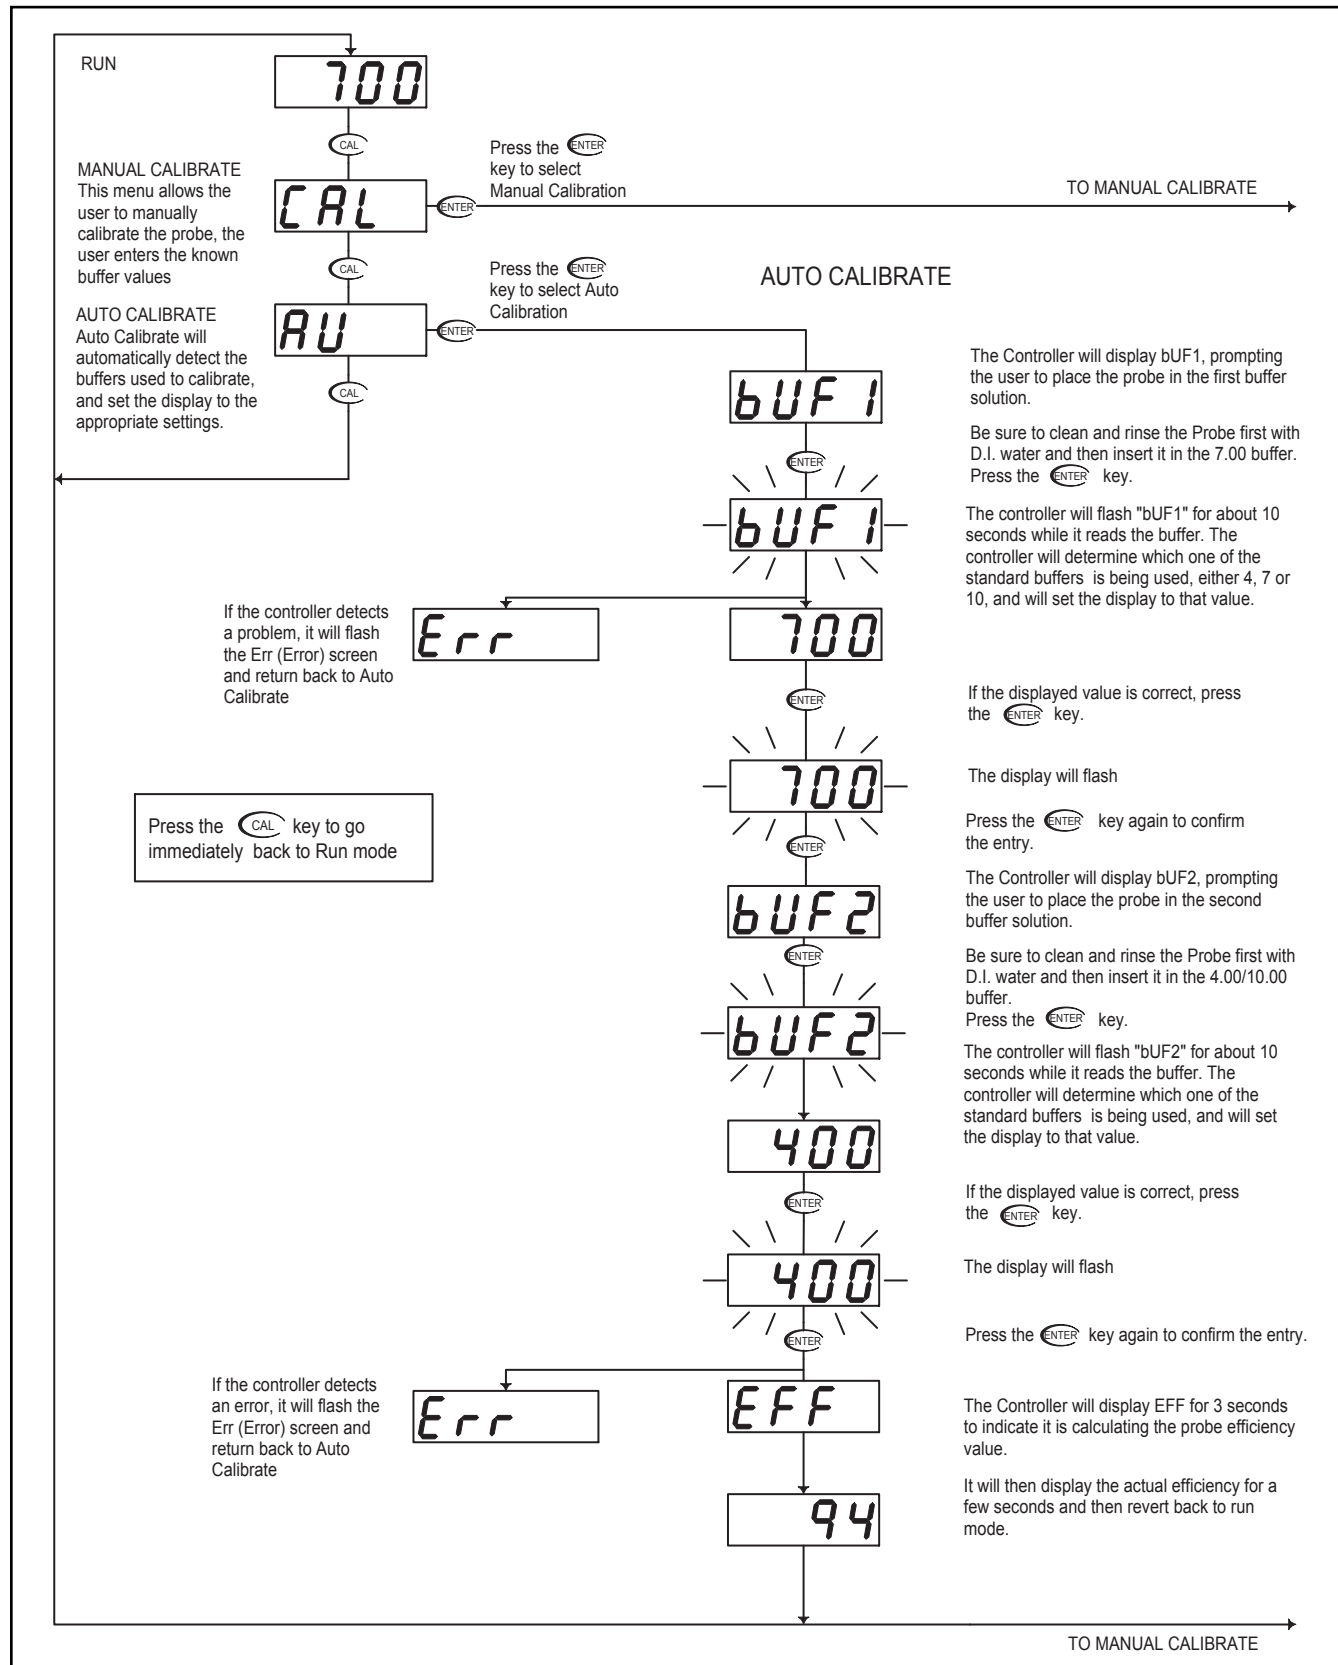 RUN
700
CAL
MANUAL CALIBRATE
This menu allows the
user to manually
calibrate the probe, the
user enters the known
buffer values
CAL
ENTER
Press the ENTER
key to select
Manual Calibration
TO MANUAL CALIBRATE
CAL
AUTO CALIBRATE
Auto Calibrate will
automatically detect the
buffers used to calibrate,
and set the display to the
appropriate settings.
AU
ENTER
Press the ENTER
key to select Auto
Calibration
CAL
AUTO CALIBRATE
bUF1
The Controller will display bUF1, prompting
the user to place the probe in the first buffer
solution.
Be sure to clean and rinse the Probe first with
D.I. water and then insert it in the 7.00 buffer.
Press the ENTER key.
ENTER
bUF1
The controller will flash "bUF1" for about 10
seconds while it reads the buffer. The
controller will determine which one of the
standard buffers is being used, either 4, 7 or
10, and will set the display to that value.
If the controller detects
a problem, it will flash
the Err (Error) screen
and return back to Auto
Calibrate
Err
700
ENTER
If the displayed value is correct, press
the ENTER key.
700
The display will flash
Press the CAL key to go
immediately back to Run mode
ENTER
Press the ENTER key again to confirm
the entry.
bUF2
The Controller will display bUF2, prompting
the user to place the probe in the second
buffer solution.
ENTER
Be sure to clean and rinse the Probe first with
D.I. water and then insert it in the 4.00/10.00
buffer.
Press the ENTER key.
bUF2
The controller will flash "bUF2" for about 10
seconds while it reads the buffer. The
controller will determine which one of the
standard buffers is being used, and will set
the display to that value.
400
ENTER
If the displayed value is correct, press
the ENTER key.
400
The display will flash
ENTER
Press the ENTER key again to confirm the entry.
If the controller detects
an error, it will flash the
Err (Error) screen and
return back to Auto
Calibrate
Err
EFF
The Controller will display EFF for 3 seconds
to indicate it is calculating the probe efficiency
value.
94
It will then display the actual efficiency for a
few seconds and then revert back to run
mode.
TO MANUAL CALIBRATE